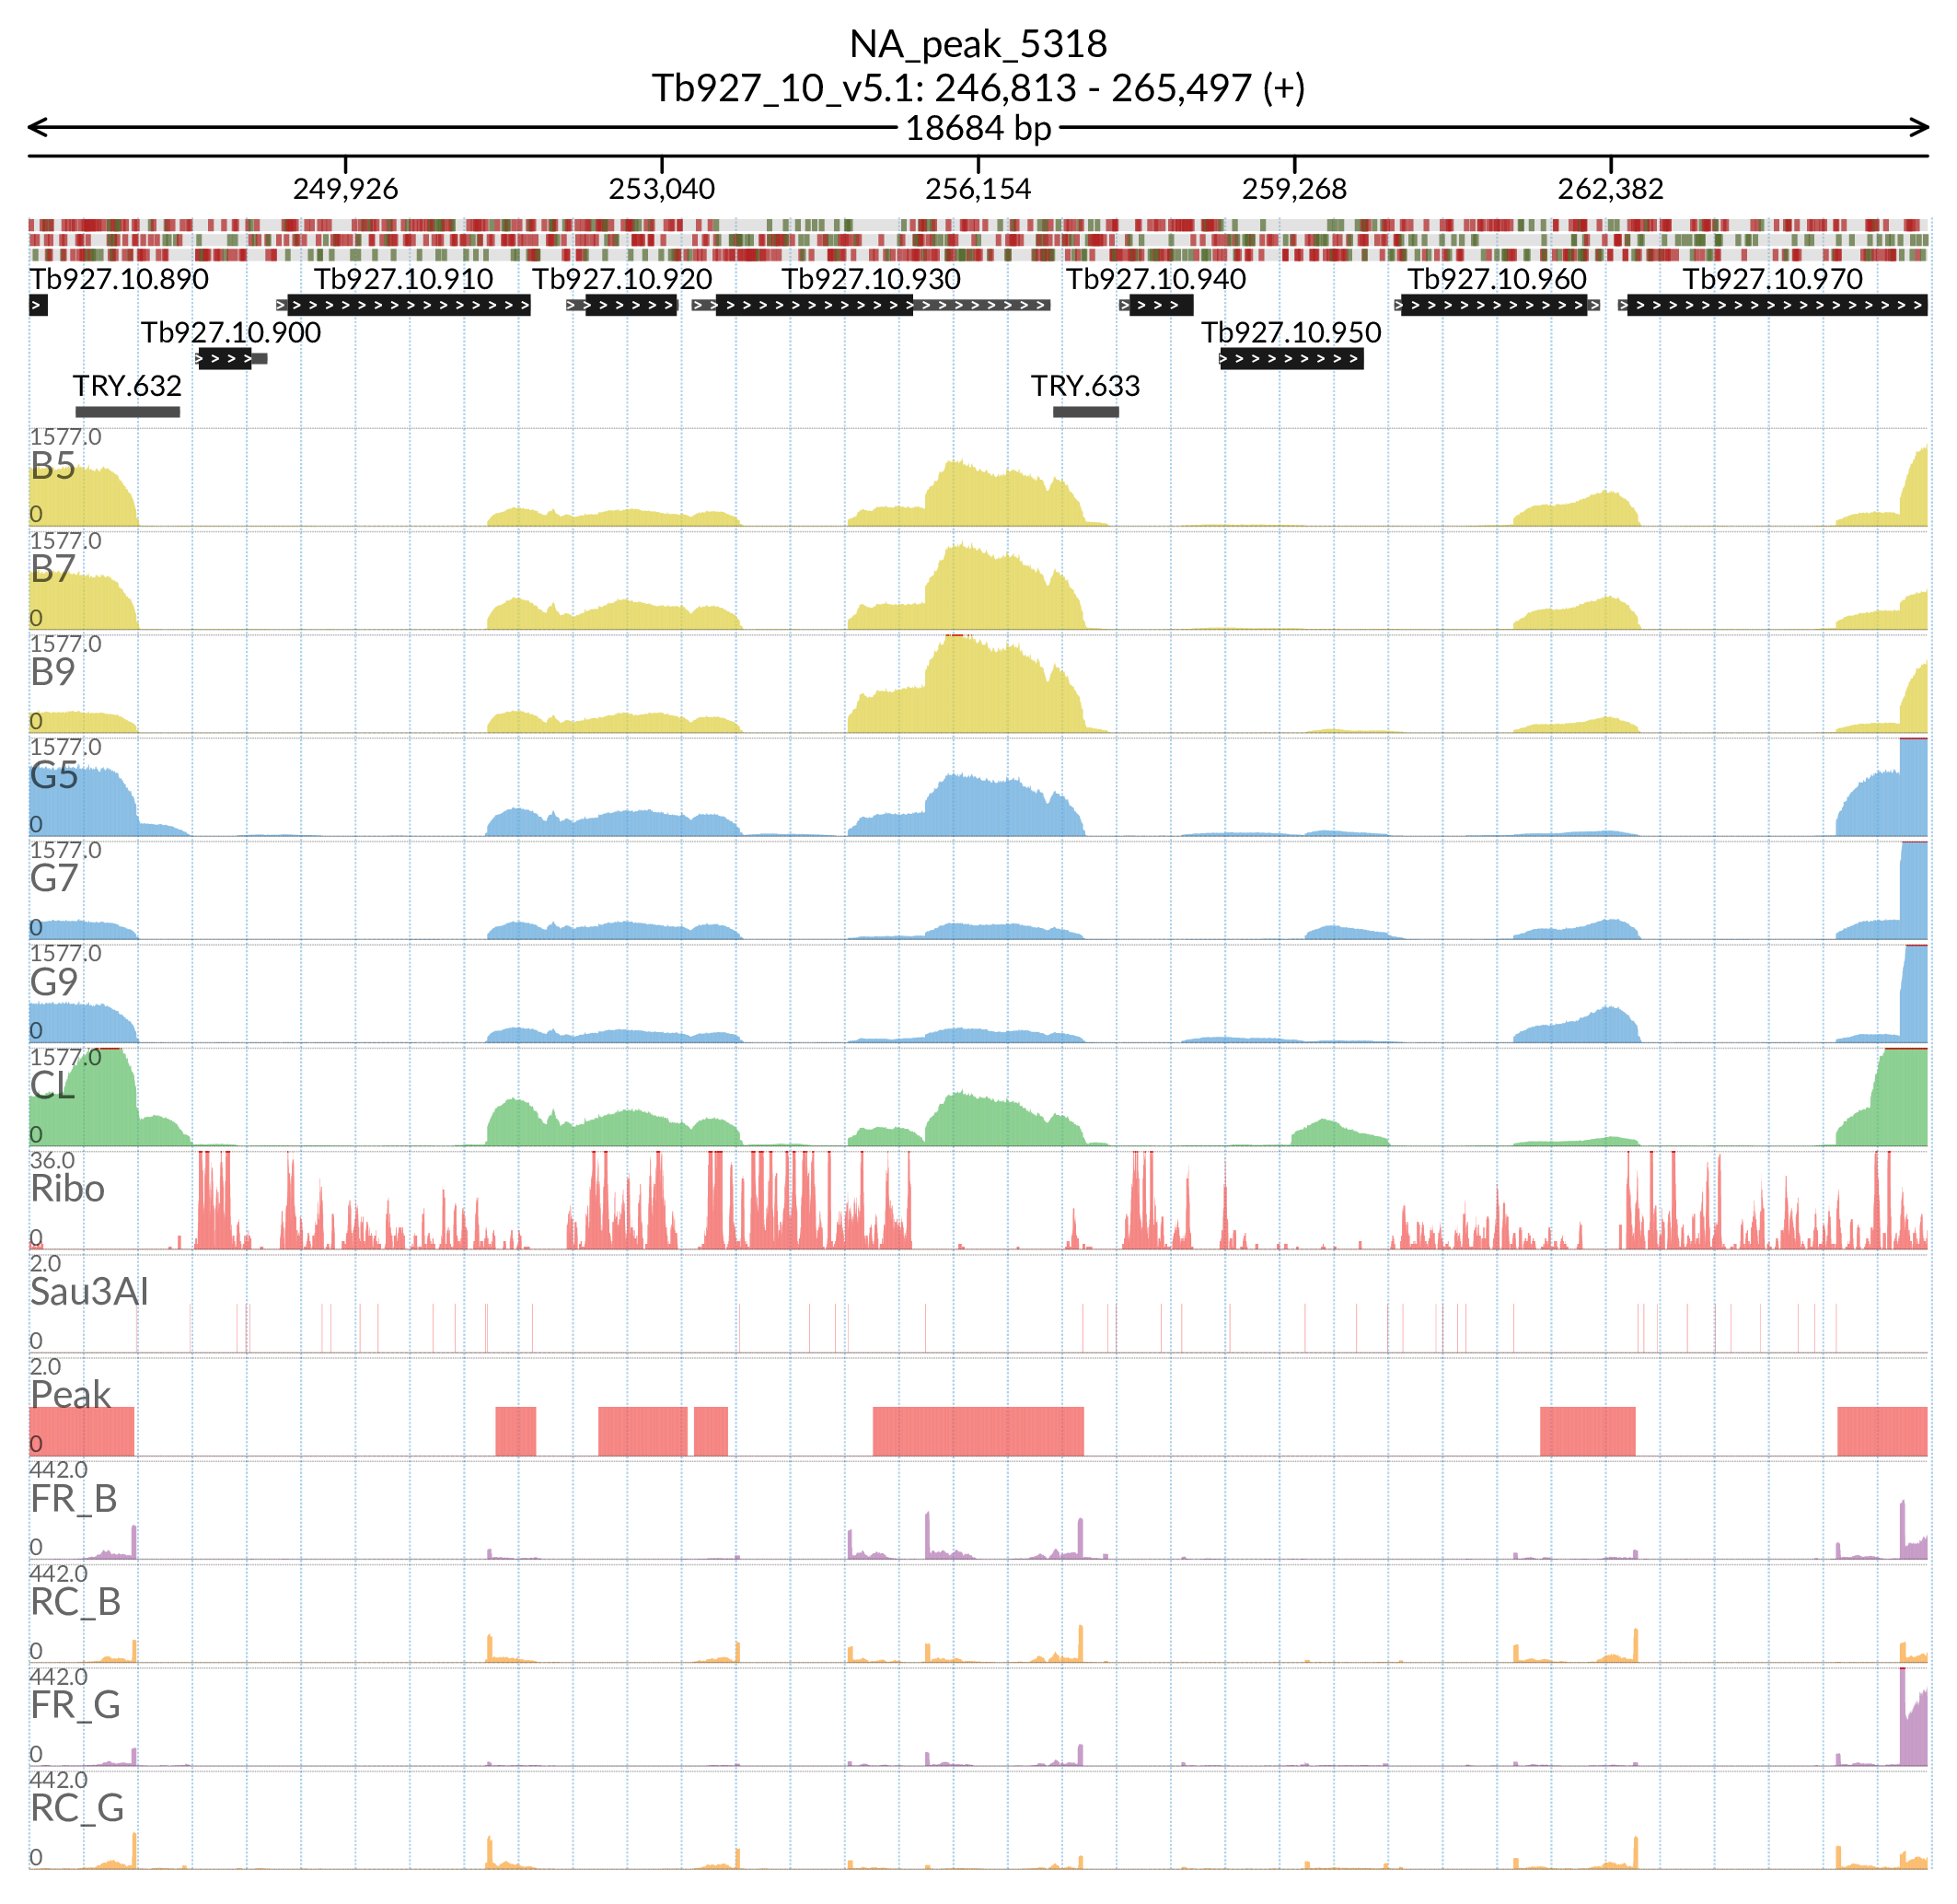 NA_peak_5318
Tb927_10_v5.1: 246,813 - 265,497 (+)
18684 bp
249,926 253,040 256,154 259,268 262,382
Tb927.10.890 Tb927.10.910 Tb927.10.920 Tb927.10.930 Tb927.10.940 Tb927.10.960 Tb927.10.970
Tb927.10.900 Tb927.10.950
TRY.632 TRY.633
1577.0
B5
0
1577.0
B7
0
1577.0
B9
0
1577.0
G5
0
1577.0
G7
0
1577.0
G9
0
1577.0
CL
0
36.0
Ribo
0
2.0
Sau3AI
0
2.0
Peak
0
442.0
FR_B
0
442.0
RC_B
0
442.0
FR_G
0
442.0
RC_G
0